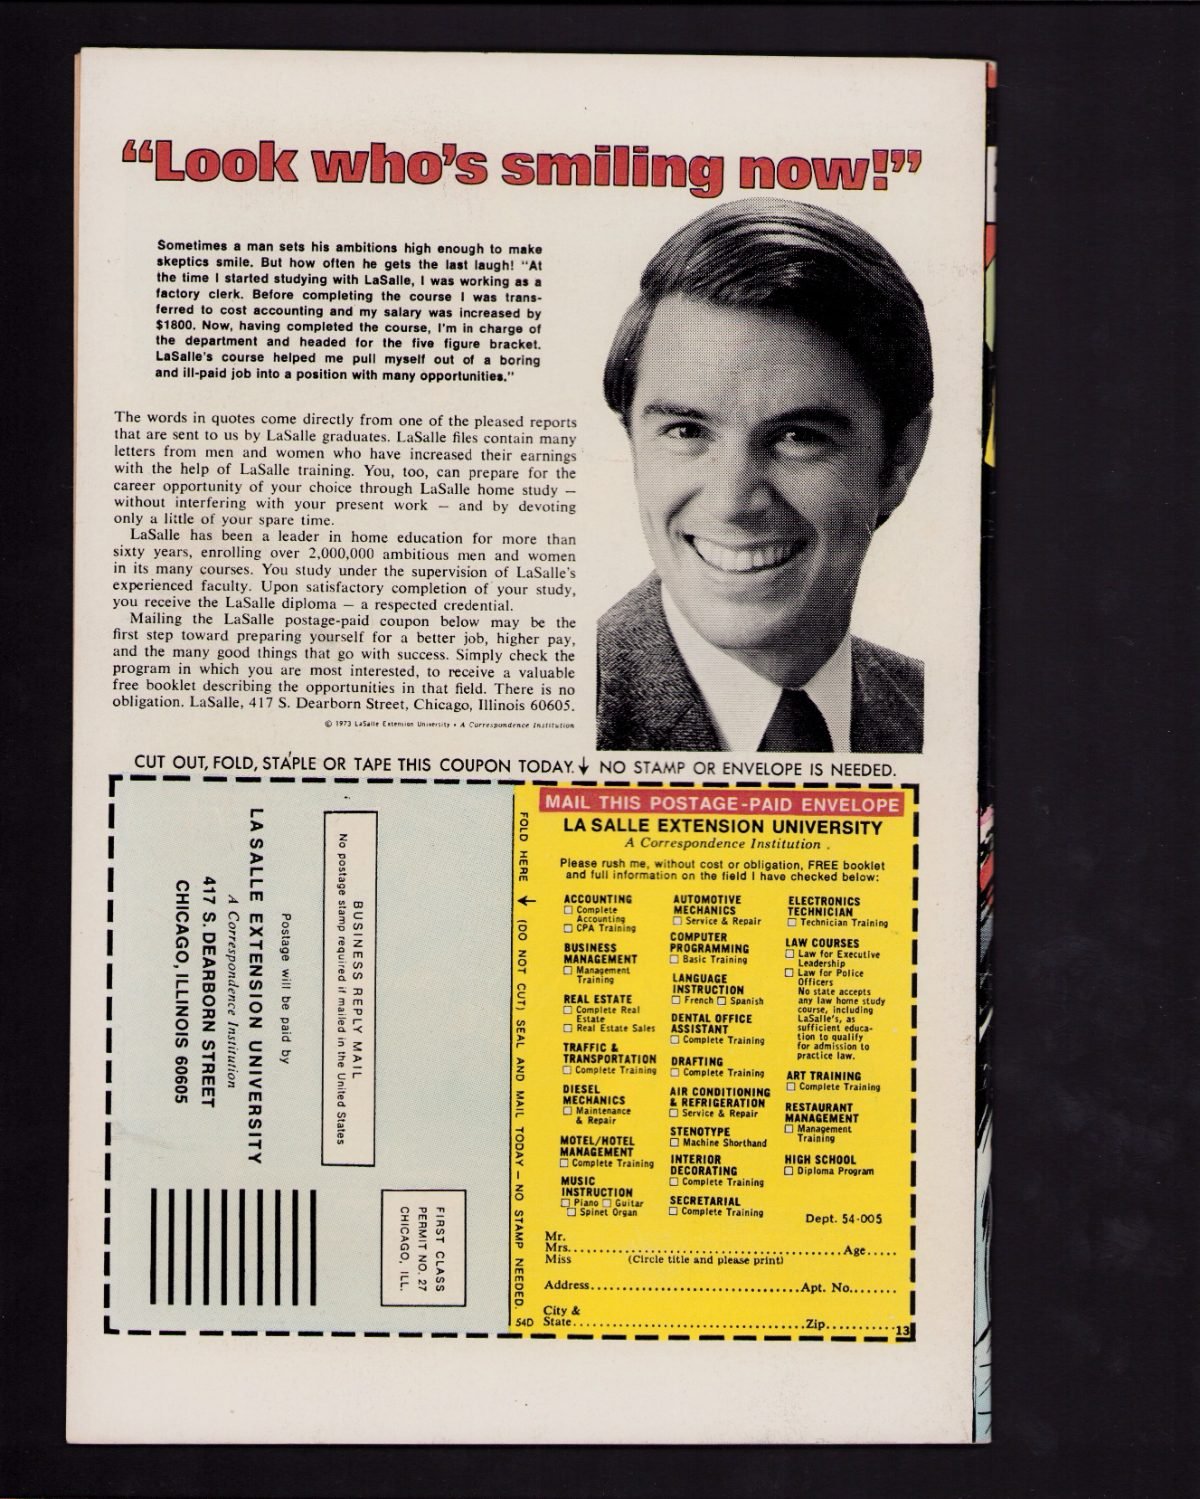 “Look who's smiling now!”
Sometimes a man sets his ambitions high enough to make
skeptics smile. But how often he gets the last laugh! "At
the time I started studying with LaSalle, I was working as a
factory clerk. Before completing the course I was trans-
ferred to cost accounting and my salary was increased by
$1800. Now, having completed the course, I'm in charge of
the department and headed for the five figure bracket.
LaSalle's course helped me pull myself out of a boring
and ill-paid job into a position with many opportunities."
The words in quotes come directly from one of the pleased reports
that are sent to us by LaSalle graduates. LaSalle files contain many
letters from men and women who have increased their earnings
with the help of LaSalle training. You, too, can prepare for the
career opportunity of your choice through LaSalle home study —
without interfering with your present work — and by devoting
only a little of your spare time.
LaSalle has been a leader in home education for more than
sixty years, enrolling over 2,000,000 ambitious men and women
in its many courses. You study under the supervision of LaSalle's
experienced faculty. Upon satisfactory completion of your study,
you receive the LaSalle diploma — a respected credential.
Mailing the LaSalle postage-paid coupon below may be the
first step toward preparing yourself for a better job, higher pay,
and the many good things that go with success. Simply check the
program in which you are most interested, to receive a valuable
free booklet describing the opportunities in that field. There is no
obligation. LaSalle, 417 S. Dearborn Street, Chicago, Illinois 60605.
© 1973 LaSalle Extension University • A Correspondence Institution
CUT OUT, FOLD, STAPLE OR TAPE THIS COUPON TODAY. ↓ NO STAMP OR ENVELOPE IS NEEDED.
BUSINESS REPLY MAIL
No postage stamp required if mailed in the United States
Postage will be paid by
LA SALLE EXTENSION UNIVERSITY
A Correspondence Institution
417 S. DEARBORN STREET
CHICAGO, ILLINOIS 60605
FIRST CLASS
PERMIT NO. 27
CHICAGO, ILL.
FOLD HERE ← (DO NOT CUT) SEAL AND MAIL TODAY — NO STAMP NEEDED.
54D
MAIL THIS POSTAGE-PAID ENVELOPE
LA SALLE EXTENSION UNIVERSITY
A Correspondence Institution .
Please rush me, without cost or obligation, FREE booklet
and full information on the field I have checked below:
ACCOUNTING
☐ Complete
Accounting
☐ CPA Training
BUSINESS
MANAGEMENT
☐ Management
Training
REAL ESTATE
☐ Complete Real
Estate
☐ Real Estate Sales
TRAFFIC &
TRANSPORTATION
☐ Complete Training
DIESEL
MECHANICS
☐ Maintenance
& Repair
MOTEL/HOTEL
MANAGEMENT
☐ Complete Training
MUSIC
INSTRUCTION
☐ Piano ☐ Guitar
☐ Spinet Organ
AUTOMOTIVE
MECHANICS
☐ Service & Repair
COMPUTER
PROGRAMMING
☐ Basic Training
LANGUAGE
INSTRUCTION
☐ French ☐ Spanish
DENTAL OFFICE
ASSISTANT
☐ Complete Training
DRAFTING
☐ Complete Training
AIR CONDITIONING
& REFRIGERATION
☐ Service & Repair
STENOTYPE
☐ Machine Shorthand
INTERIOR
DECORATING
☐ Complete Training
SECRETARIAL
☐ Complete Training
ELECTRONICS
TECHNICIAN
☐ Technician Training
LAW COURSES
☐ Law for Executive
Leadership
☐ Law for Police
Officers
No state accepts
any law home study
course, including
LaSalle's, as
sufficient educa-
tion to qualify
for admission to
practice law.
ART TRAINING
☐ Complete Training
RESTAURANT
MANAGEMENT
☐ Management
Training
HIGH SCHOOL
☐ Diploma Program
Dept. 54-005
Mr.
Mrs. Age
Miss (Circle title and please print)
Address Apt. No.
City &
State Zip 13